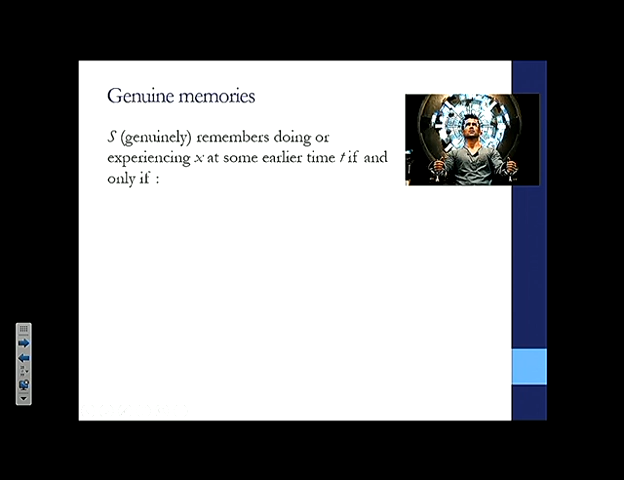 Genuine memories
S (genuinely) remembers doing or
experiencing x at some earlier time t if and
only if :